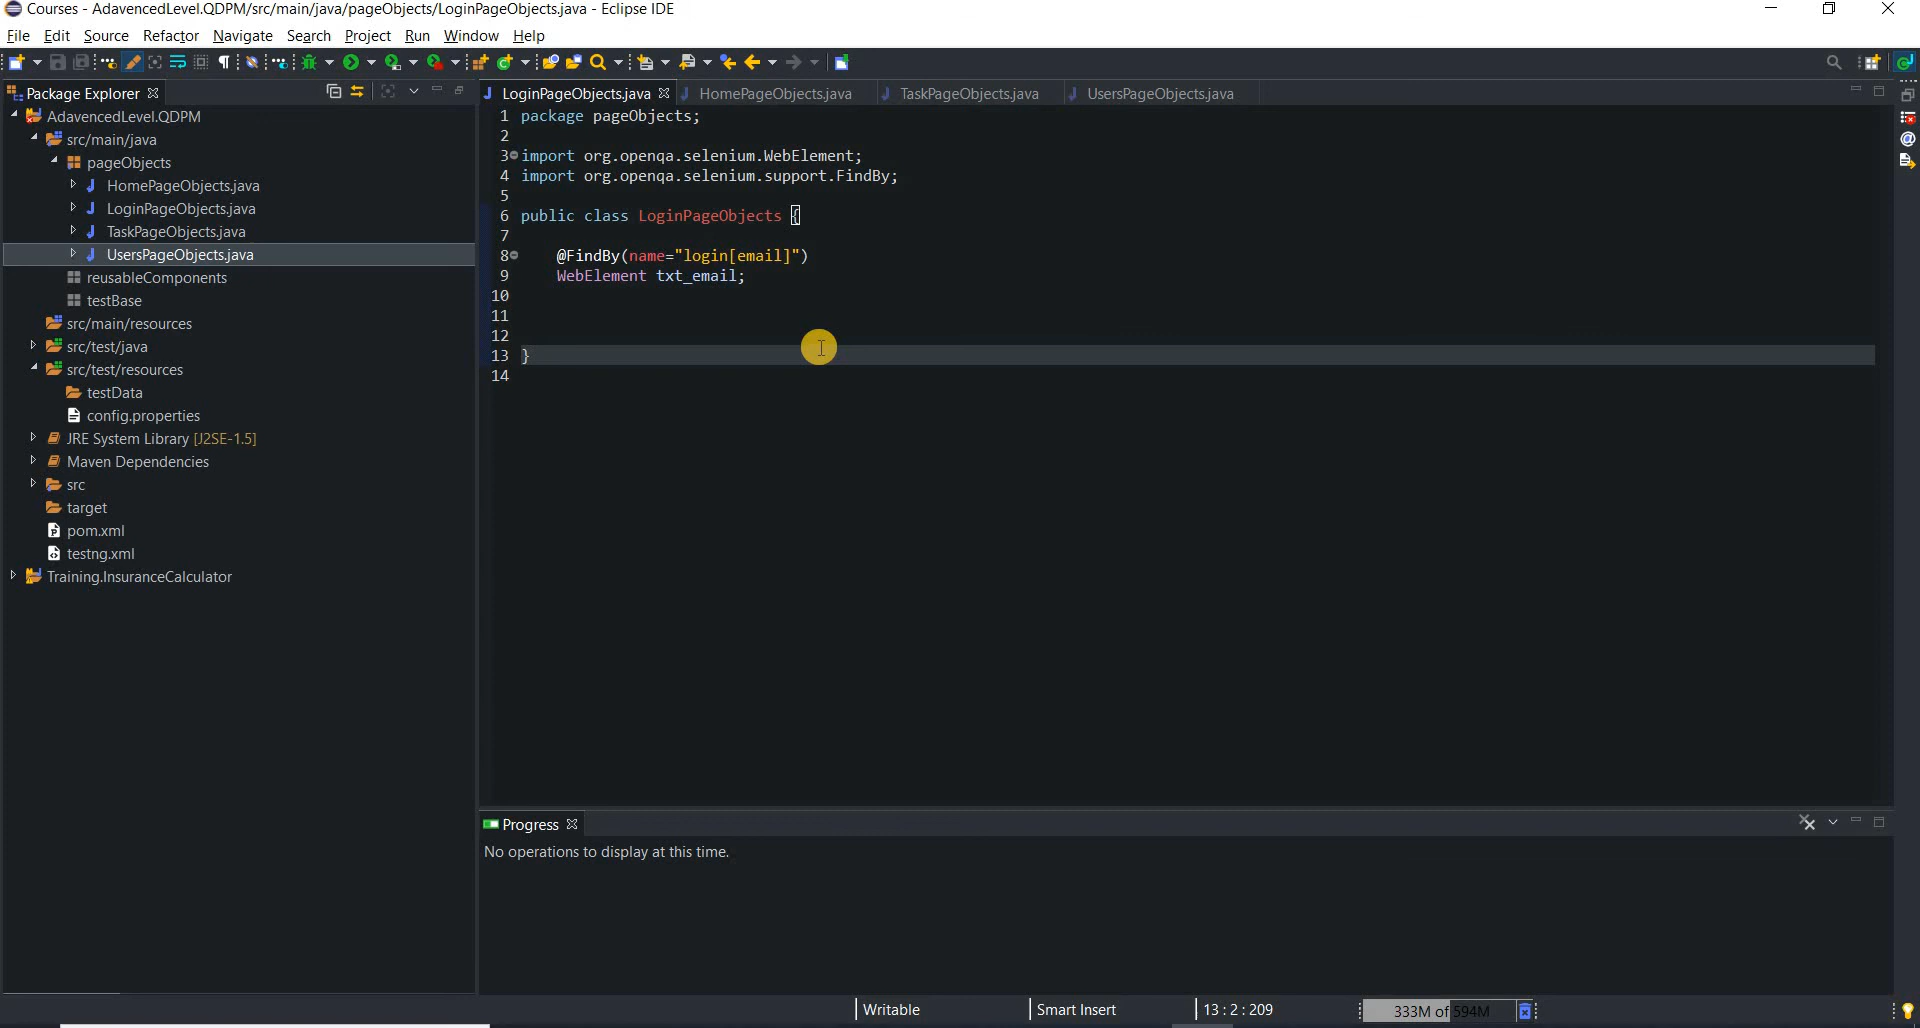 Courses - AdavencedLevel.QDPM/src/main/java/pageObjects/LoginPageObjects.java - Eclipse IDE
File Edit Source Refactor Navigate Search Project Run Window Help
Package Explorer
LoginPageObjects.java HomePageObjects.java TaskPageObjects.java UsersPageObjects.java
AdavencedLevel.QDPM
src/main/java
pageObjects
HomePageObjects.java
LoginPageObjects.java
TaskPageObjects.java
UsersPageObjects.java
reusableComponents
testBase
src/main/resources
src/test/java
src/test/resources
testData
config.properties
JRE System Library [J2SE-1.5]
Maven Dependencies
src
target
pom.xml
testng.xml
Training.InsuranceCalculator
1 package pageObjects;
2
3 import org.openqa.selenium.WebElement;
4 import org.openqa.selenium.support.FindBy;
5
6 public class LoginPageObjects {
7
8 @FindBy(name="login[email]")
9 WebElement txt_email;
10
11
12
13 }
14
Progress
No operations to display at this time.
Writable Smart Insert 13 : 2 : 209 333M of 594M